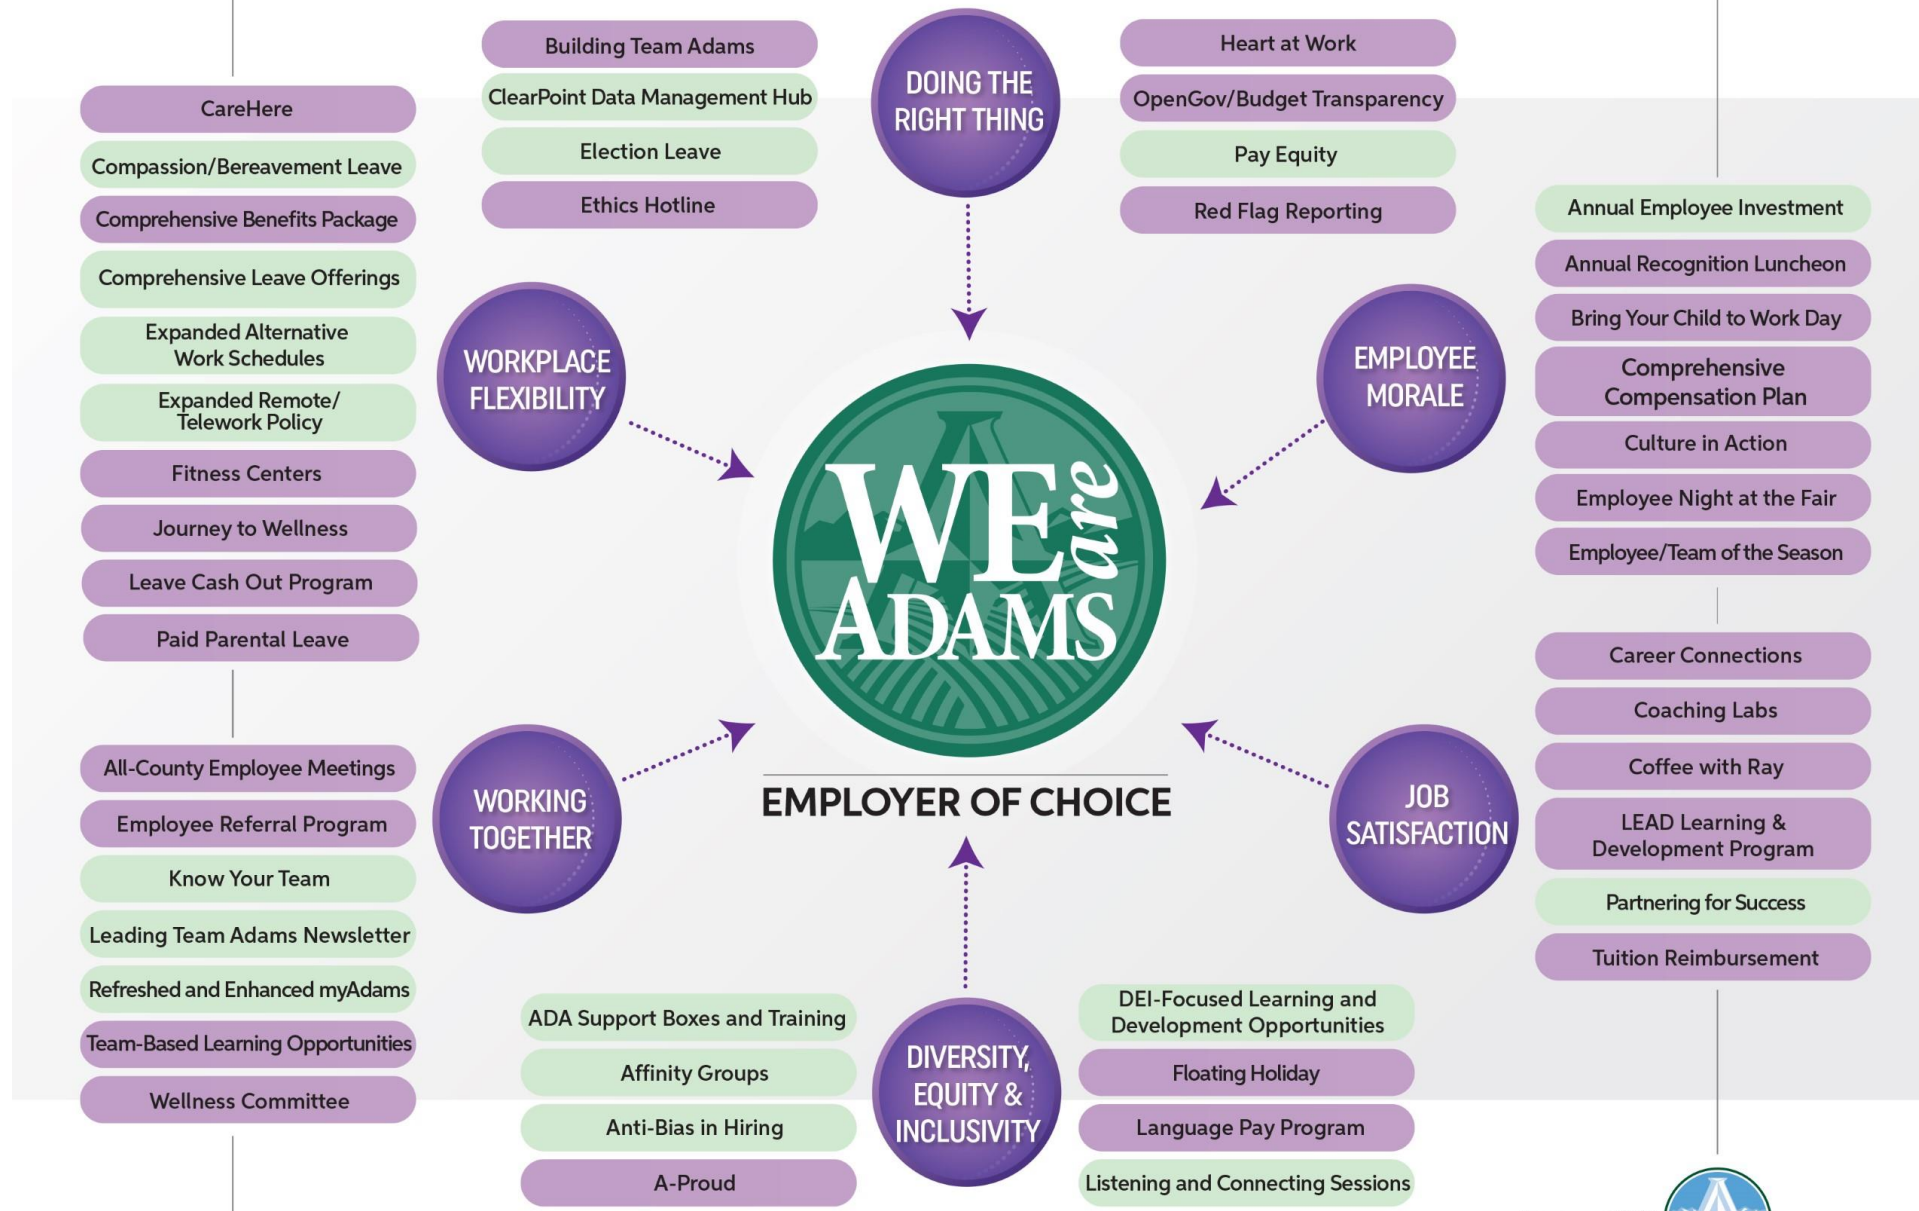 Building Team Adams
ClearPoint Data Management Hub
Election Leave
Ethics Hotline
DOING THE
RIGHT THING
Heart at Work
OpenGov/Budget Transparency
Pay Equity
Red Flag Reporting
CareHere
Compassion/Bereavement Leave
Comprehensive Benefits Package
Comprehensive Leave Offerings
Expanded Alternative
Work Schedules
Expanded Remote/
Telework Policy
Fitness Centers
Journey to Wellness
Leave Cash Out Program
Paid Parental Leave
WORKPLACE
FLEXIBILITY
EMPLOYEE
MORALE
Annual Employee Investment
Annual Recognition Luncheon
Bring Your Child to Work Day
Comprehensive
Compensation Plan
Culture in Action
Employee Night at the Fair
Employee/Team of the Season
WE are
ADAMS
EMPLOYER OF CHOICE
All-County Employee Meetings
Employee Referral Program
Know Your Team
Leading Team Adams Newsletter
Refreshed and Enhanced myAdams
Team-Based Learning Opportunities
Wellness Committee
WORKING
TOGETHER
JOB
SATISFACTION
Career Connections
Coaching Labs
Coffee with Ray
LEAD Learning &
Development Program
Partnering for Success
Tuition Reimbursement
ADA Support Boxes and Training
Affinity Groups
Anti-Bias in Hiring
A-Proud
DIVERSITY,
EQUITY &
INCLUSIVITY
DEI-Focused Learning and
Development Opportunities
Floating Holiday
Language Pay Program
Listening and Connecting Sessions